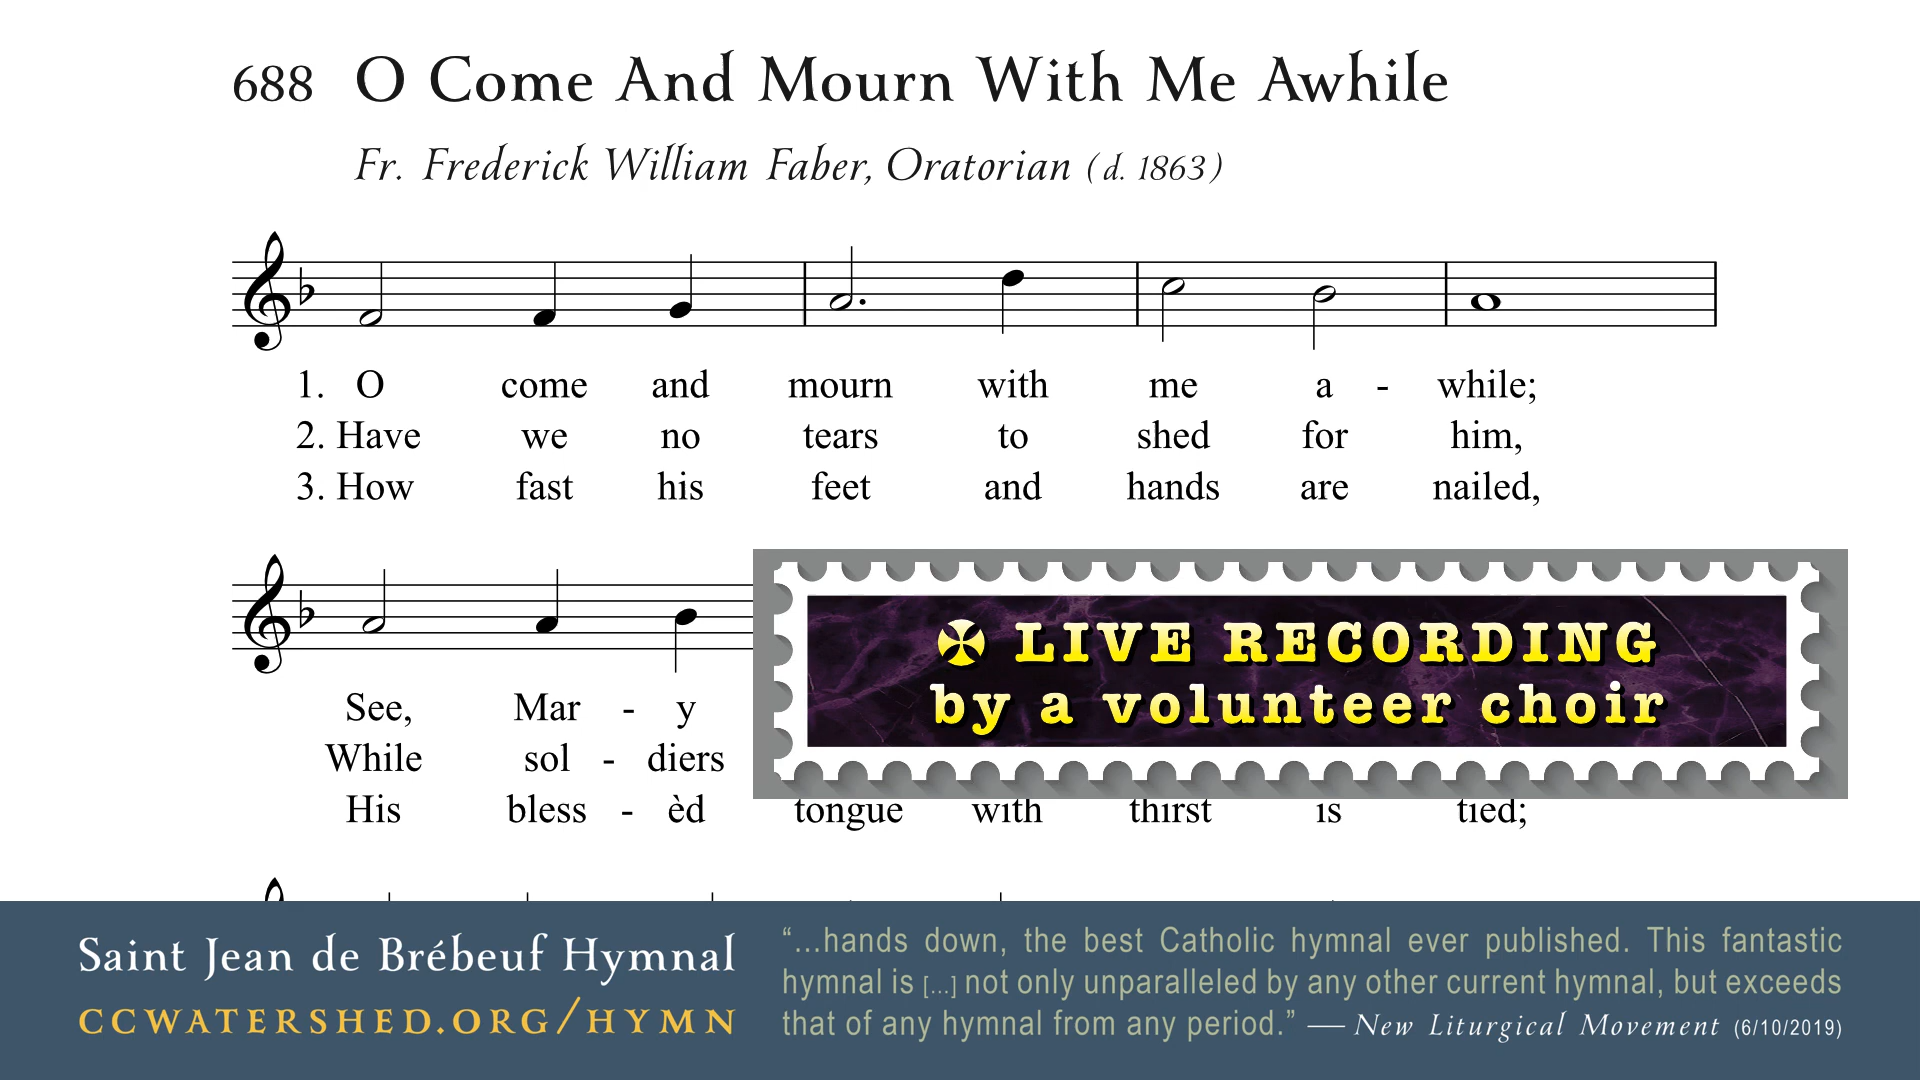 688 O Come And Mourn With Me Awhile
Fr. Frederick William Faber, Oratorian (d. 1863)
1. O come and mourn with me a - while;
2. Have we no tears to shed for him,
3. How fast his feet and hands are nailed,
See, Mar - y
While sol - diers
His bless - èd tongue with thirst is tied;
LIVE RECORDING
by a volunteer choir
Saint Jean de Brébeuf Hymnal
CCWATERSHED.ORG/HYMN
“…hands down, the best Catholic hymnal ever published. This fantastic
hymnal is [...] not only unparalleled by any other current hymnal, but exceeds
that of any hymnal from any period.” — New Liturgical Movement (6/10/2019)